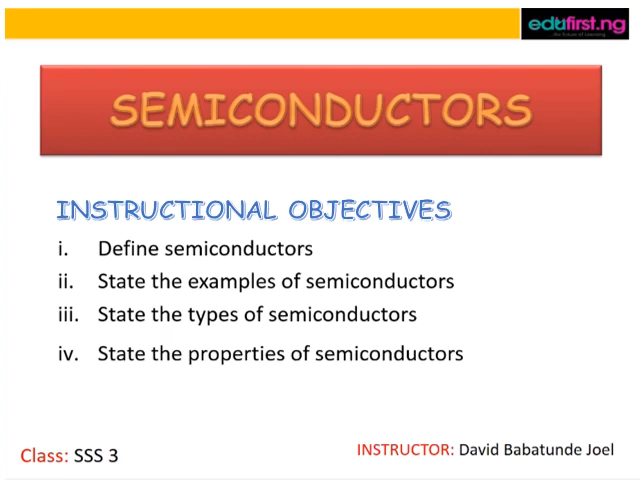 edufirst.ng
SEMICONDUCTORS
INSTRUCTIONAL OBJECTIVES
i. Define semiconductors
ii. State the examples of semiconductors
iii. State the types of semiconductors
iv. State the properties of semiconductors
Class: SSS 3
INSTRUCTOR: David Babatunde Joel